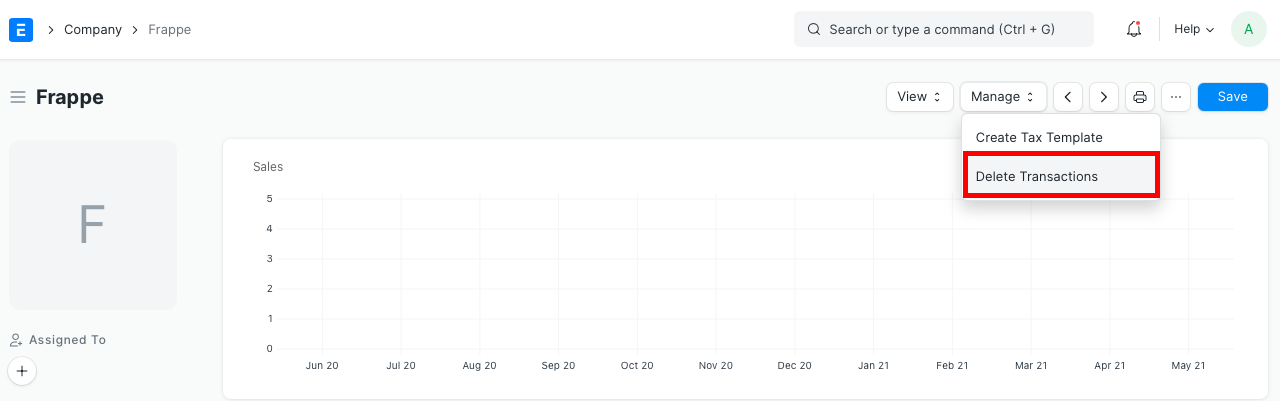 E Company Frappe Search or type a command (Ctrl + G) Help A
Frappe View Manage ... Save
Create Tax Template
Delete Transactions
F
Sales
5
4
3
2
1
0
Jun 20 Jul 20 Aug 20 Sep 20 Oct 20 Nov 20 Dec 20 Jan 21 Feb 21 Mar 21 Apr 21 May 21
Assigned To
+